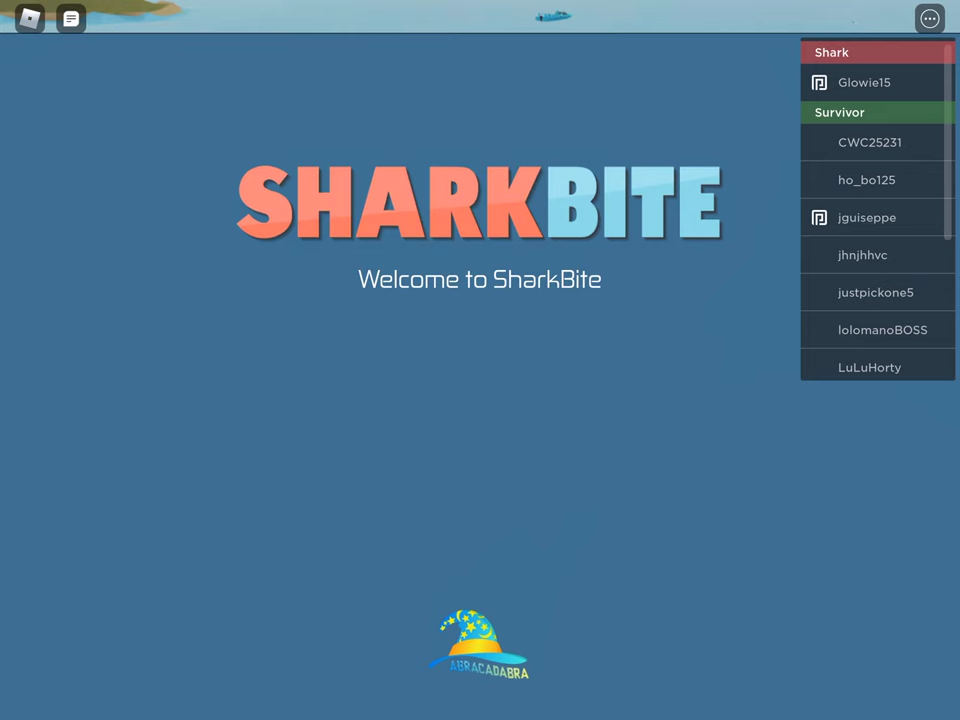 SHARKBITE
Welcome to SharkBite
Shark
Glowie15
Survivor
CWC25231
ho_bo125
jguiseppe
jhnjhhvc
justpickone5
lolomanoBOSS
LuLuHorty
ABRACADABRA